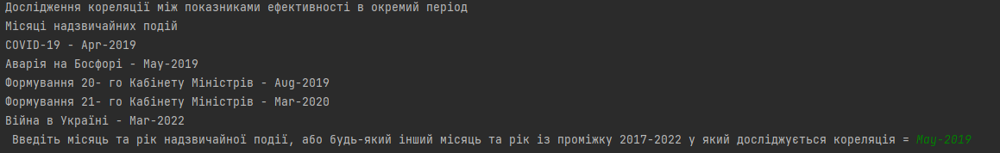 Дослідження кореляції між показниками ефективності в окремий період
Місяці надзвичайних подій
COVID-19 - Apr-2019
Аварія на Босфорі - May-2019
Формування 20- го Кабінету Міністрів - Aug-2019
Формування 21- го Кабінету Міністрів - Mar-2020
Війна в Україні - Mar-2022
Введіть місяць та рік надзвичайної події, або будь-який інший місяць та рік із проміжку 2017-2022 у який досліджується кореляція = May-2019